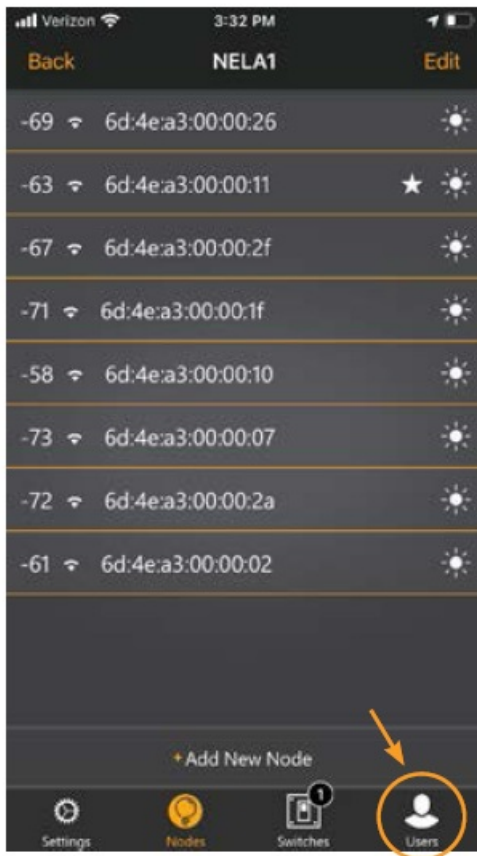 Verizon 3:32 PM
Back NELA1 Edit
-69 6d:4e:a3:00:00:26
-63 6d:4e:a3:00:00:11
-67 6d:4e:a3:00:00:2f
-71 6d:4e:a3:00:00:1f
-58 6d:4e:a3:00:00:10
-73 6d:4e:a3:00:00:07
-72 6d:4e:a3:00:00:2a
-61 6d:4e:a3:00:00:02
+Add New Node
1
Settings Nodes Switches Users